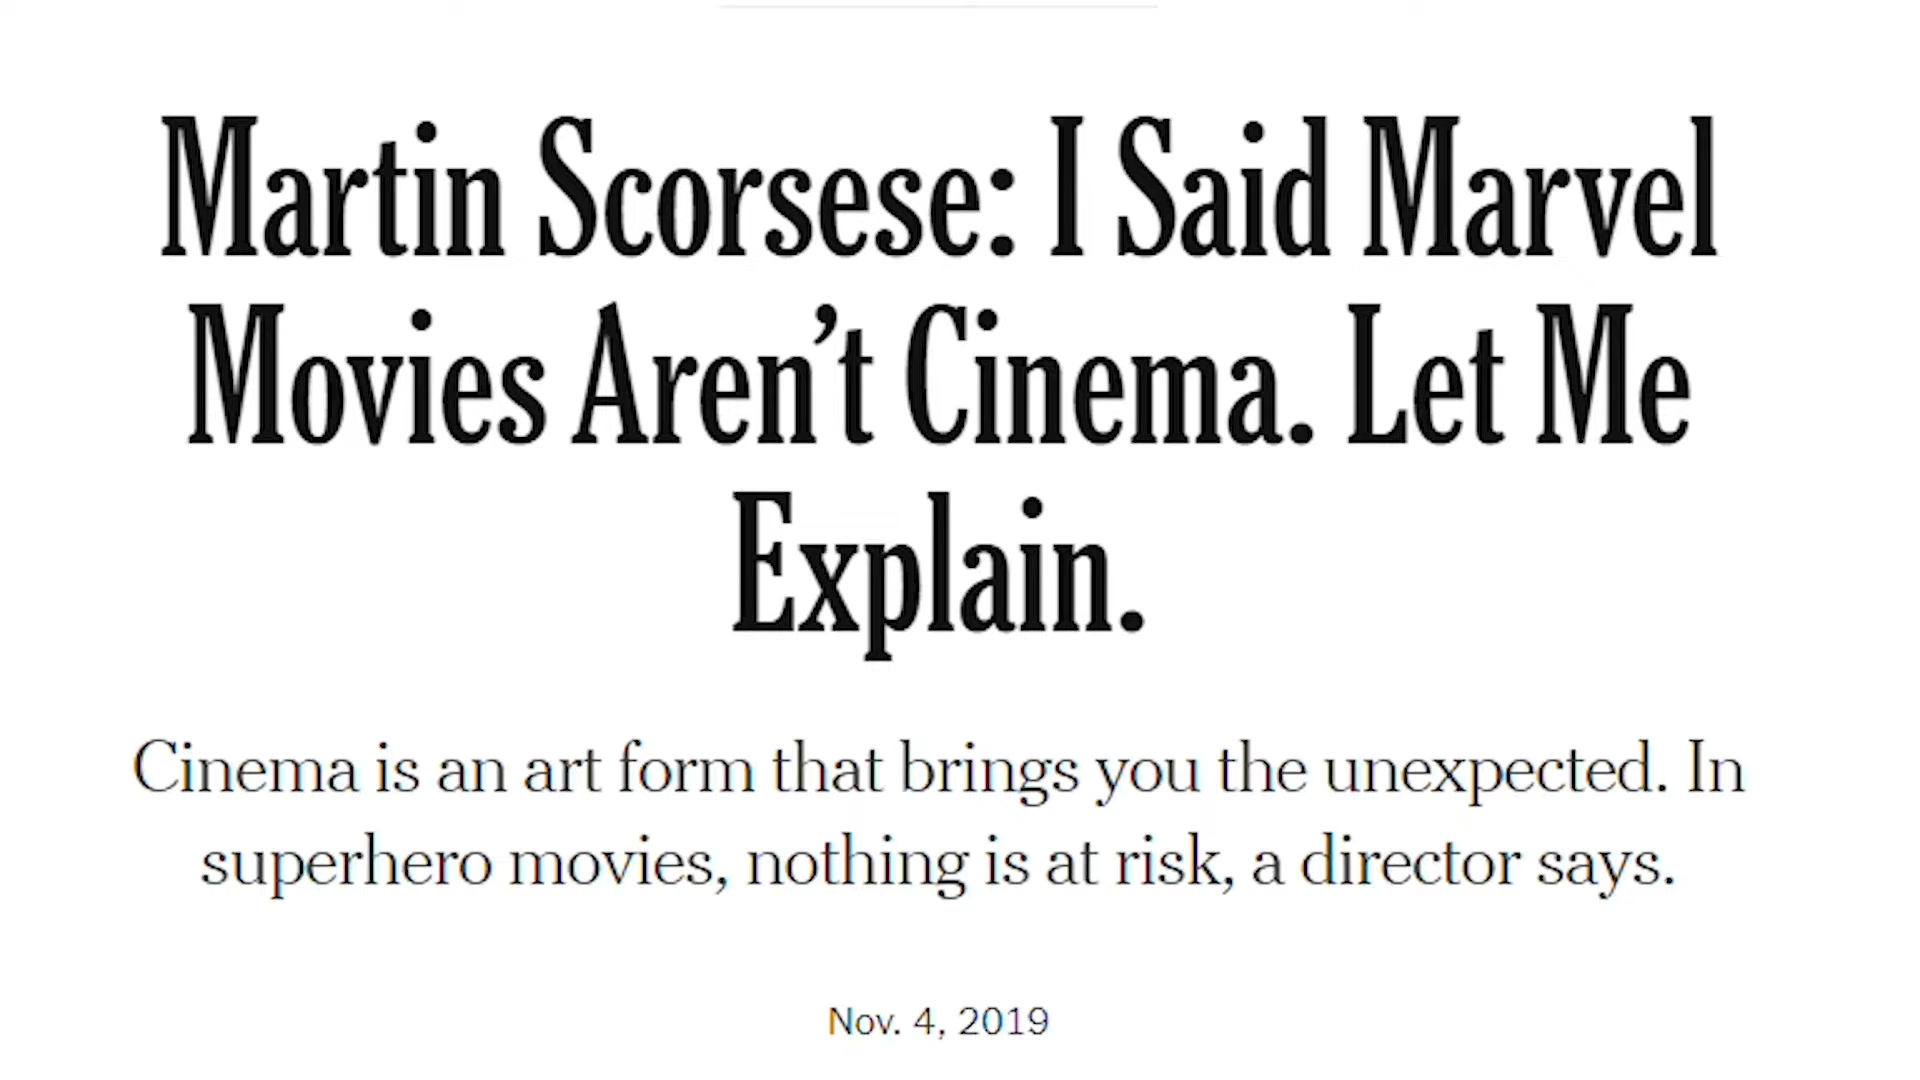 Martin Scorsese: I Said Marvel
Movies Aren’t Cinema. Let Me
Explain.
Cinema is an art form that brings you the unexpected. In
superhero movies, nothing is at risk, a director says.
Nov. 4, 2019